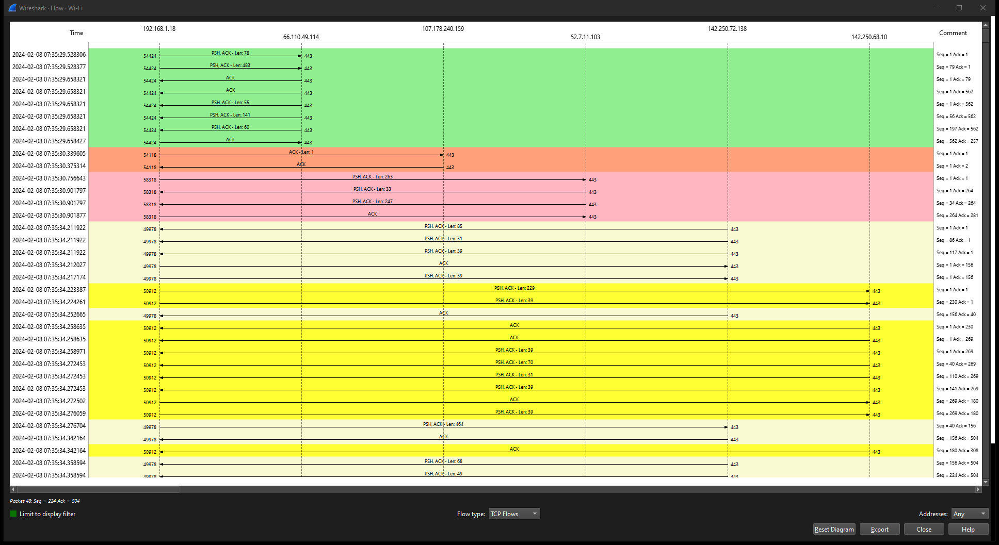 Wireshark · Flow · Wi-Fi
192.168.1.18 107.178.240.159 142.250.72.138
Time Comment
66.110.49.114 52.7.11.103 142.250.68.10
2024-02-08 07:35:29.528306 54424 PSH, ACK - Len: 78 443 Seq = 1 Ack = 1
2024-02-08 07:35:29.528377 54424 PSH, ACK - Len: 483 443 Seq = 79 Ack = 1
2024-02-08 07:35:29.658321 54424 ACK 443 Seq = 1 Ack = 79
2024-02-08 07:35:29.658321 54424 ACK 443 Seq = 1 Ack = 562
2024-02-08 07:35:29.658321 54424 PSH, ACK - Len: 55 443 Seq = 1 Ack = 562
2024-02-08 07:35:29.658321 54424 PSH, ACK - Len: 141 443 Seq = 56 Ack = 562
2024-02-08 07:35:29.658321 54424 PSH, ACK - Len: 60 443 Seq = 197 Ack = 562
2024-02-08 07:35:29.658427 54424 ACK 443 Seq = 562 Ack = 257
2024-02-08 07:35:30.339605 54118 ACK - Len: 1 443 Seq = 1 Ack = 1
2024-02-08 07:35:30.375314 54118 ACK 443 Seq = 1 Ack = 2
2024-02-08 07:35:30.756643 58318 PSH, ACK - Len: 263 443 Seq = 1 Ack = 1
2024-02-08 07:35:30.901797 58318 PSH, ACK - Len: 33 443 Seq = 1 Ack = 264
2024-02-08 07:35:30.901797 58318 PSH, ACK - Len: 247 443 Seq = 34 Ack = 264
2024-02-08 07:35:30.901877 58318 ACK 443 Seq = 264 Ack = 281
2024-02-08 07:35:34.211922 49978 PSH, ACK - Len: 85 443 Seq = 1 Ack = 1
2024-02-08 07:35:34.211922 49978 PSH, ACK - Len: 31 443 Seq = 86 Ack = 1
2024-02-08 07:35:34.211922 49978 PSH, ACK - Len: 39 443 Seq = 117 Ack = 1
2024-02-08 07:35:34.212027 49978 ACK 443 Seq = 1 Ack = 156
2024-02-08 07:35:34.217174 49978 PSH, ACK - Len: 39 443 Seq = 1 Ack = 156
2024-02-08 07:35:34.223387 50912 PSH, ACK - Len: 229 443 Seq = 1 Ack = 1
2024-02-08 07:35:34.224261 50912 PSH, ACK - Len: 39 443 Seq = 230 Ack = 1
2024-02-08 07:35:34.252665 49978 ACK 443 Seq = 156 Ack = 40
2024-02-08 07:35:34.258635 50912 ACK 443 Seq = 1 Ack = 230
2024-02-08 07:35:34.258635 50912 ACK 443 Seq = 1 Ack = 269
2024-02-08 07:35:34.258971 50912 PSH, ACK - Len: 39 443 Seq = 1 Ack = 269
2024-02-08 07:35:34.272453 50912 PSH, ACK - Len: 70 443 Seq = 40 Ack = 269
2024-02-08 07:35:34.272453 50912 PSH, ACK - Len: 31 443 Seq = 110 Ack = 269
2024-02-08 07:35:34.272453 50912 PSH, ACK - Len: 39 443 Seq = 141 Ack = 269
2024-02-08 07:35:34.272502 50912 ACK 443 Seq = 269 Ack = 180
2024-02-08 07:35:34.276059 50912 PSH, ACK - Len: 39 443 Seq = 269 Ack = 180
2024-02-08 07:35:34.276704 49978 PSH, ACK - Len: 464 443 Seq = 40 Ack = 156
2024-02-08 07:35:34.342164 49978 ACK 443 Seq = 156 Ack = 504
2024-02-08 07:35:34.342164 50912 ACK 443 Seq = 180 Ack = 308
2024-02-08 07:35:34.358594 49978 PSH, ACK - Len: 68 443 Seq = 156 Ack = 504
2024-02-08 07:35:34.358594 49978 PSH, ACK - Len: 49 443 Seq = 224 Ack = 504
Packet 48: Seq = 224 Ack = 504
Limit to display filter Flow type: TCP Flows Addresses: Any
Reset Diagram Export Close Help